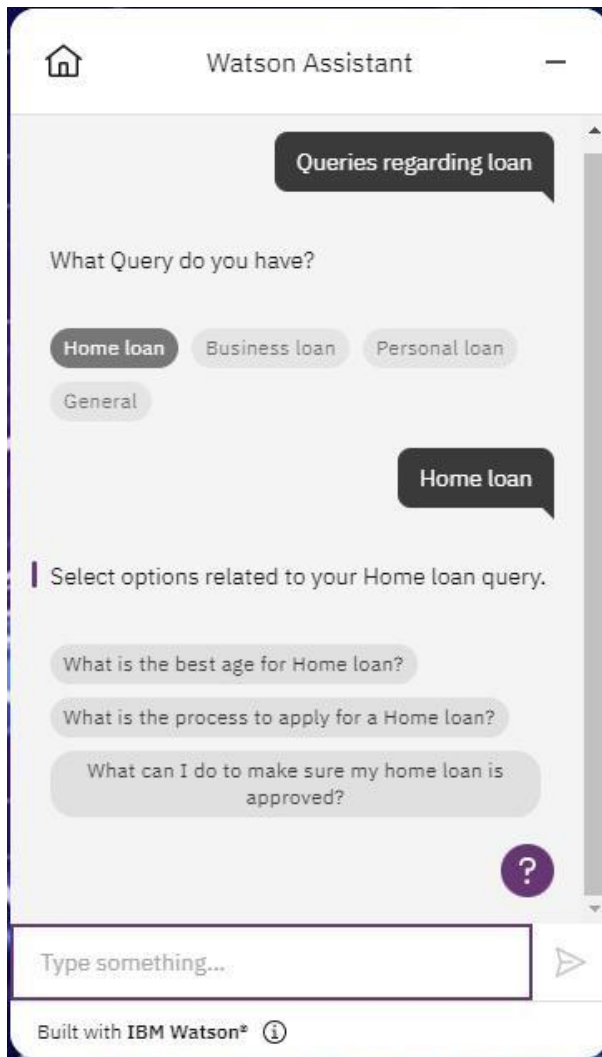 Watson Assistant
Queries regarding loan
What Query do you have?
Home loan Business loan Personal loan
General
Home loan
Select options related to your Home loan query.
What is the best age for Home loan?
What is the process to apply for a Home loan?
What can I do to make sure my home loan is
approved?
?
Type something...
Built with IBM Watson®